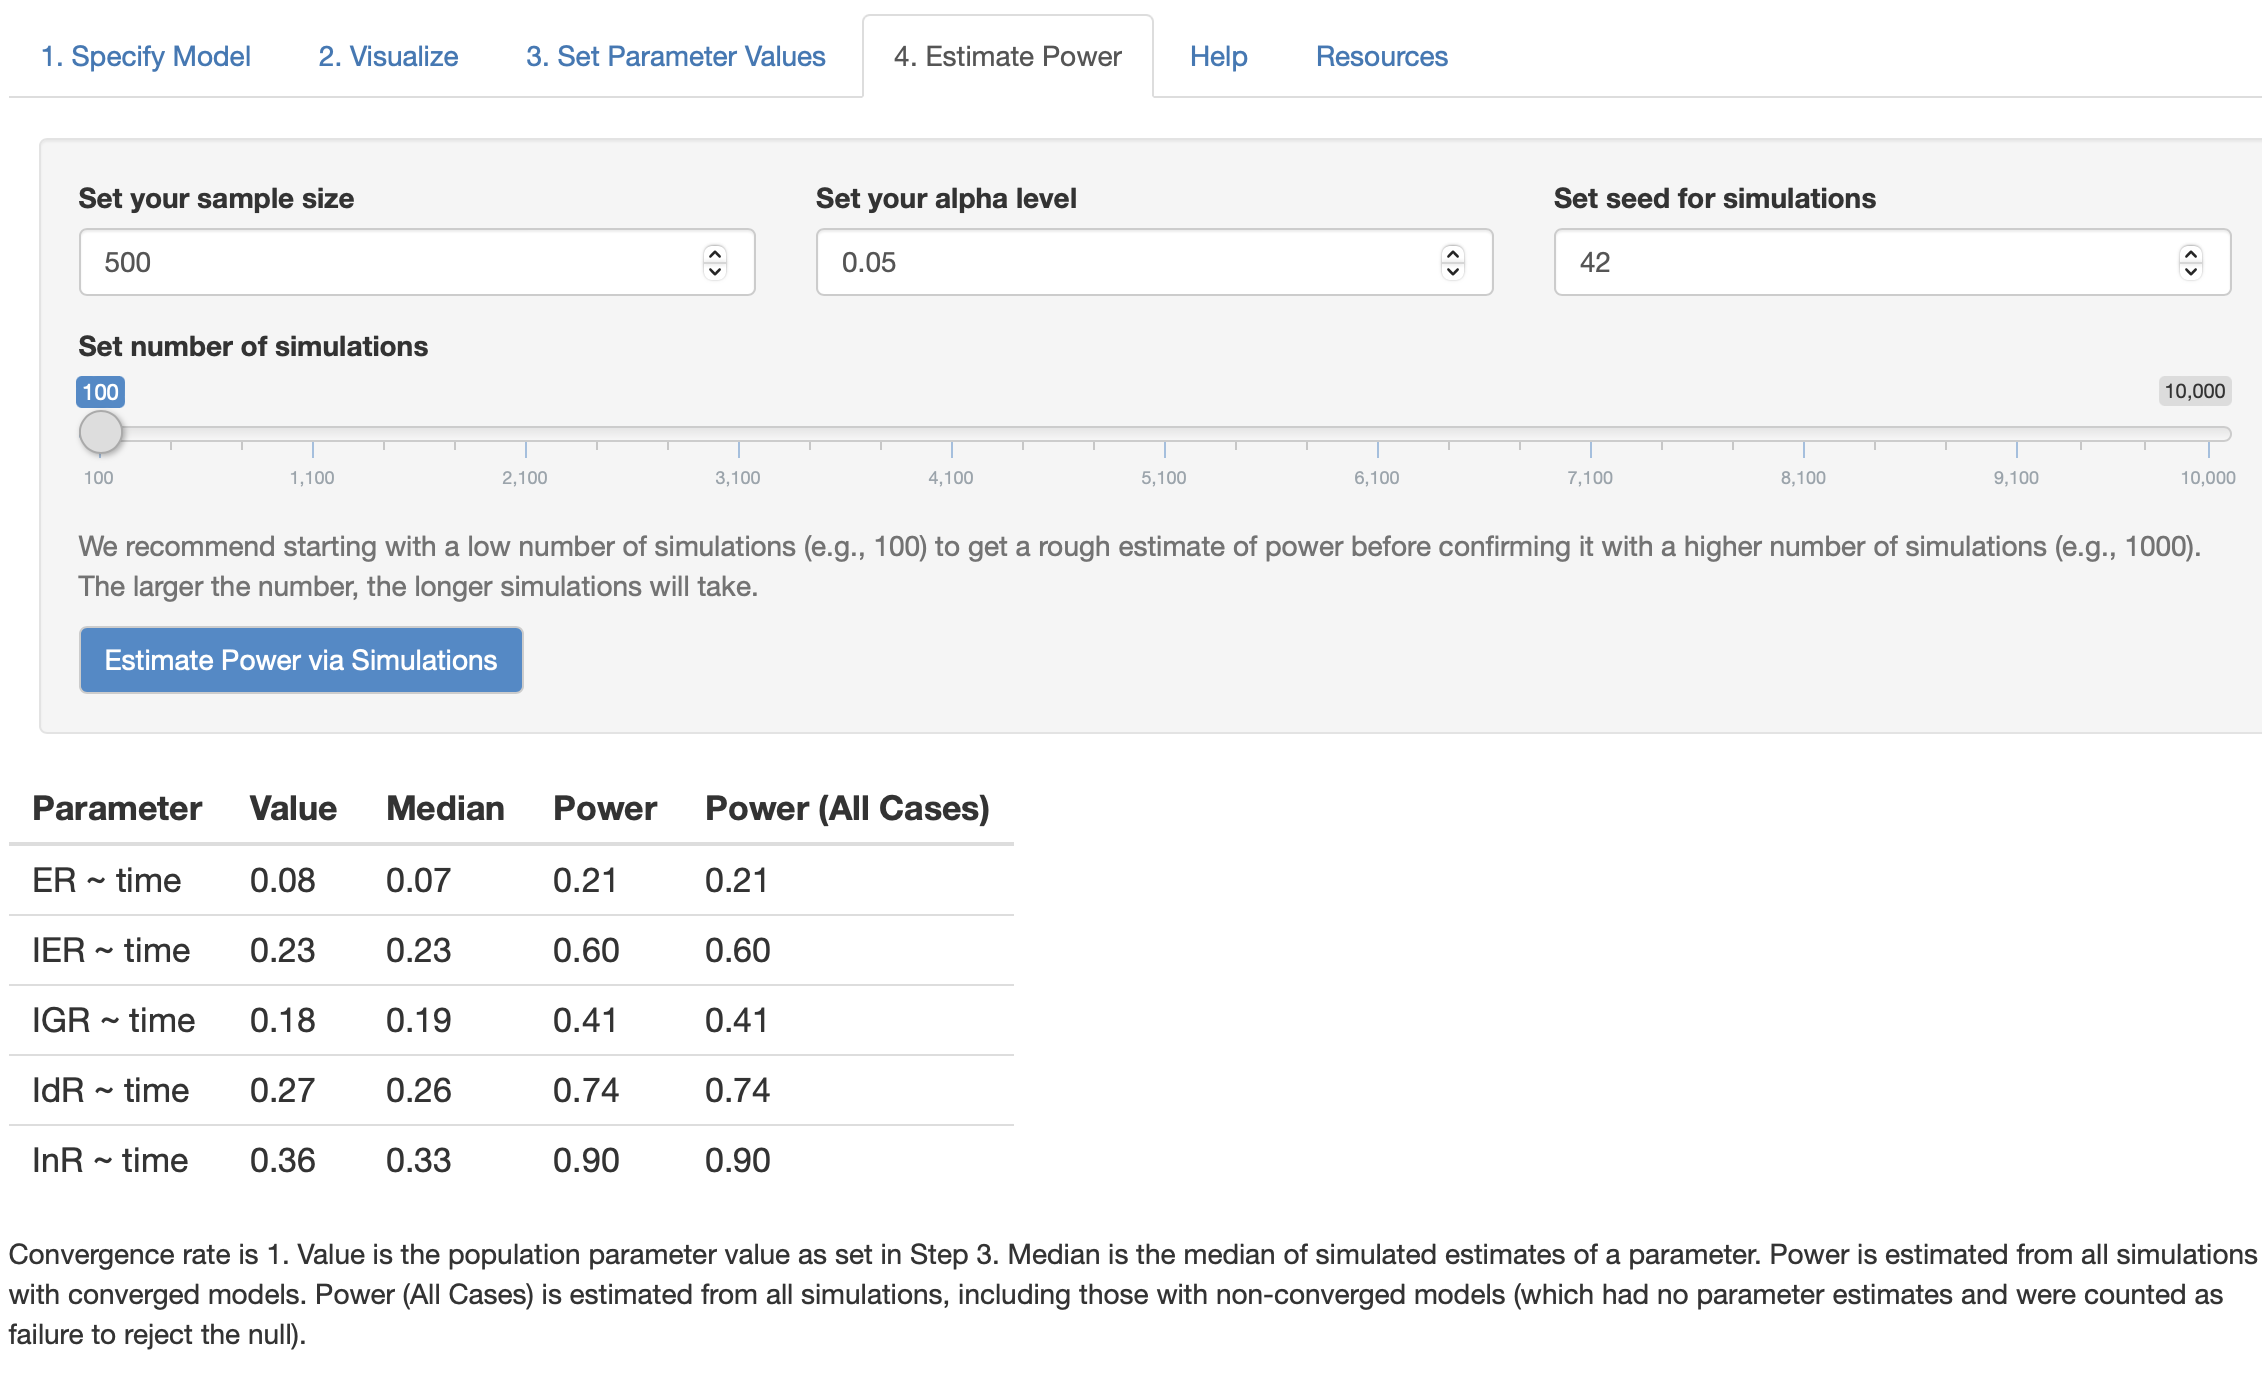 1. Specify Model 2. Visualize 3. Set Parameter Values 4. Estimate Power Help Resources
Set your sample size Set your alpha level Set seed for simulations
500 0.05 42
Set number of simulations
100 10,000
100 1,100 2,100 3,100 4,100 5,100 6,100 7,100 8,100 9,100 10,000
We recommend starting with a low number of simulations (e.g., 100) to get a rough estimate of power before confirming it with a higher number of simulations (e.g., 1000).
The larger the number, the longer simulations will take.
Estimate Power via Simulations
Parameter Value Median Power Power (All Cases)
ER ~ time 0.08 0.07 0.21 0.21
IER ~ time 0.23 0.23 0.60 0.60
IGR ~ time 0.18 0.19 0.41 0.41
IdR ~ time 0.27 0.26 0.74 0.74
InR ~ time 0.36 0.33 0.90 0.90
Convergence rate is 1. Value is the population parameter value as set in Step 3. Median is the median of simulated estimates of a parameter. Power is estimated from all simulations
with converged models. Power (All Cases) is estimated from all simulations, including those with non-converged models (which had no parameter estimates and were counted as
failure to reject the null).